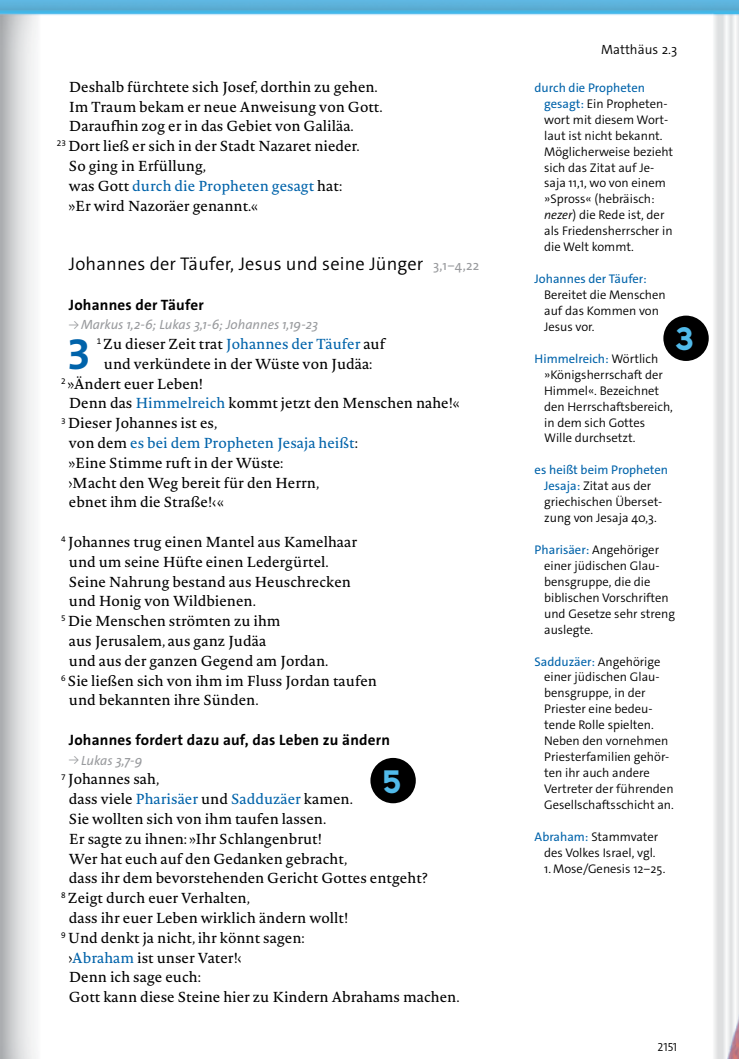 Matthäus 2.3
Deshalb fürchtete sich Josef, dorthin zu gehen.
Im Traum bekam er neue Anweisung von Gott.
Daraufhin zog er in das Gebiet von Galiläa.
23 Dort ließ er sich in der Stadt Nazaret nieder.
So ging in Erfüllung,
was Gott durch die Propheten gesagt hat:
»Er wird Nazoräer genannt.«
Johannes der Täufer, Jesus und seine Jünger 3,1–4,22
Johannes der Täufer
→ Markus 1,2-6; Lukas 3,1-6; Johannes 1,19-23
3 1 Zu dieser Zeit trat Johannes der Täufer auf
und verkündete in der Wüste von Judäa:
2 »Ändert euer Leben!
Denn das Himmelreich kommt jetzt den Menschen nahe!«
3 Dieser Johannes ist es,
von dem es bei dem Propheten Jesaja heißt:
»Eine Stimme ruft in der Wüste:
›Macht den Weg bereit für den Herrn,
ebnet ihm die Straße!‹«
4 Johannes trug einen Mantel aus Kamelhaar
und um seine Hüfte einen Ledergürtel.
Seine Nahrung bestand aus Heuschrecken
und Honig von Wildbienen.
5 Die Menschen strömten zu ihm
aus Jerusalem, aus ganz Judäa
und aus der ganzen Gegend am Jordan.
6 Sie ließen sich von ihm im Fluss Jordan taufen
und bekannten ihre Sünden.
Johannes fordert dazu auf, das Leben zu ändern
→ Lukas 3,7-9
5
7 Johannes sah,
dass viele Pharisäer und Sadduzäer kamen.
Sie wollten sich von ihm taufen lassen.
Er sagte zu ihnen: »Ihr Schlangenbrut!
Wer hat euch auf den Gedanken gebracht,
dass ihr dem bevorstehenden Gericht Gottes entgeht?
8 Zeigt durch euer Verhalten,
dass ihr euer Leben wirklich ändern wollt!
9 Und denkt ja nicht, ihr könnt sagen:
›Abraham ist unser Vater!‹
Denn ich sage euch:
Gott kann diese Steine hier zu Kindern Abrahams machen.
durch die Propheten
gesagt: Ein Propheten-
wort mit diesem Wort-
laut ist nicht bekannt.
Möglicherweise bezieht
sich das Zitat auf Je-
saja 11,1, wo von einem
»Spross« (hebräisch:
nezer) die Rede ist, der
als Friedensherrscher in
die Welt kommt.
Johannes der Täufer:
Bereitet die Menschen
auf das Kommen von
Jesus vor.
3
Himmelreich: Wörtlich
»Königsherrschaft der
Himmel«. Bezeichnet
den Herrschaftsbereich,
in dem sich Gottes
Wille durchsetzt.
es heißt beim Propheten
Jesaja: Zitat aus der
griechischen Überset-
zung von Jesaja 40,3.
Pharisäer: Angehöriger
einer jüdischen Glau-
bensgruppe, die die
biblischen Vorschriften
und Gesetze sehr streng
auslegte.
Sadduzäer: Angehörige
einer jüdischen Glau-
bensgruppe, in der
Priester eine bedeu-
tende Rolle spielten.
Neben den vornehmen
Priesterfamilien gehör-
ten ihr auch andere
Vertreter der führenden
Gesellschaftsschicht an.
Abraham: Stammvater
des Volkes Israel, vgl.
1. Mose/Genesis 12–25.
2151